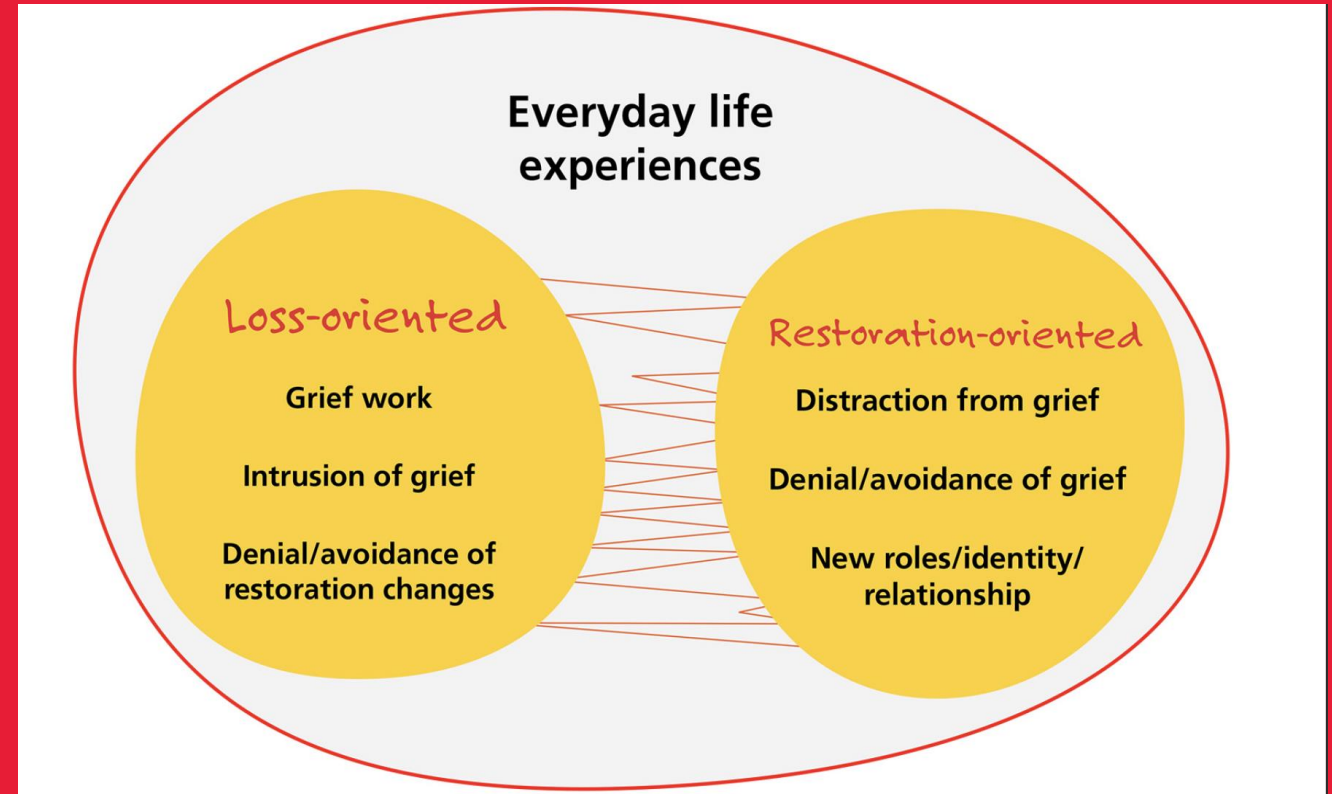 Everyday life
experiences
Loss-oriented
Grief work
Intrusion of grief
Denial/avoidance of
restoration changes
Restoration-oriented
Distraction from grief
Denial/avoidance of grief
New roles/identity/
relationship